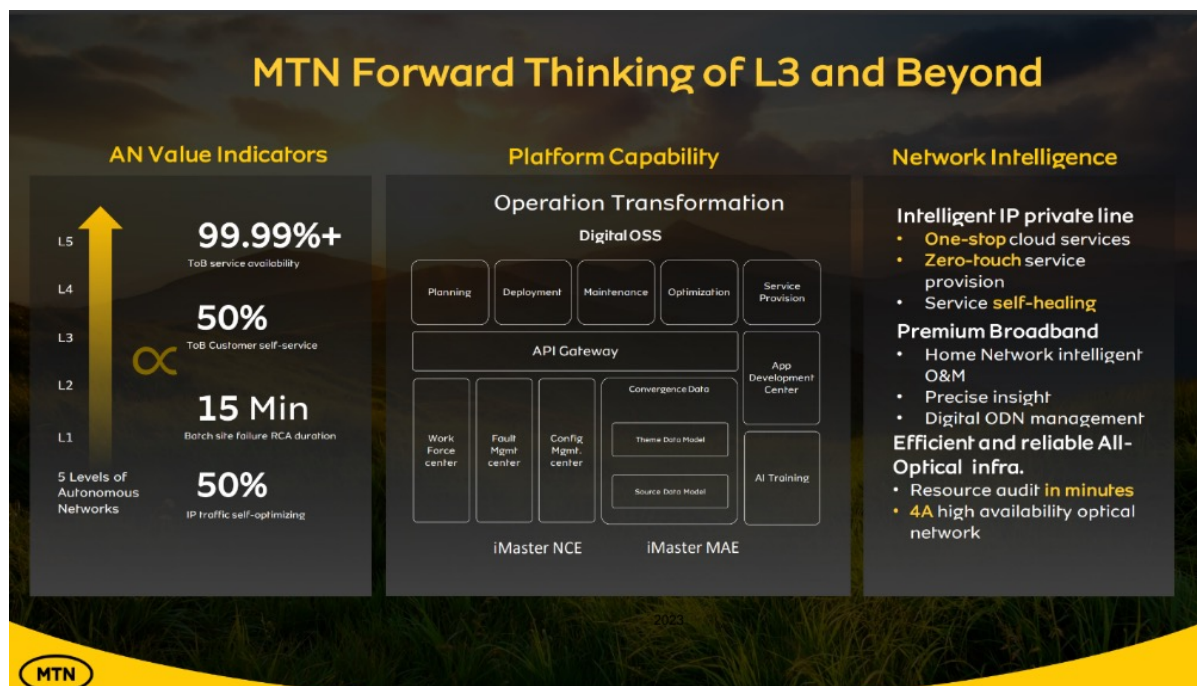 MTN Forward Thinking of L3 and Beyond
AN Value Indicators
L5
L4
L3
L2
L1
5 Levels of
Autonomous
Networks
∝
99.99%+
ToB service availability
50%
ToB Customer self-service
15 Min
Batch site failure RCA duration
50%
IP traffic self-optimizing
Platform Capability
Operation Transformation
Digital OSS
Planning
Deployment
Maintenance
Optimization
Service
Provision
API Gateway
App
Development
Center
Work
Force
center
Fault
Mgmt
center
Config
Mgmt.
center
Convergence Data
Theme Data Model
Source Data Model
AI Training
iMaster NCE
iMaster MAE
Network Intelligence
Intelligent IP private line
• One-stop cloud services
• Zero-touch service
provision
• Service self-healing
Premium Broadband
• Home Network intelligent
O&M
• Precise insight
• Digital ODN management
Efficient and reliable All-
Optical infra.
• Resource audit in minutes
• 4A high availability optical
network
2023
MTN